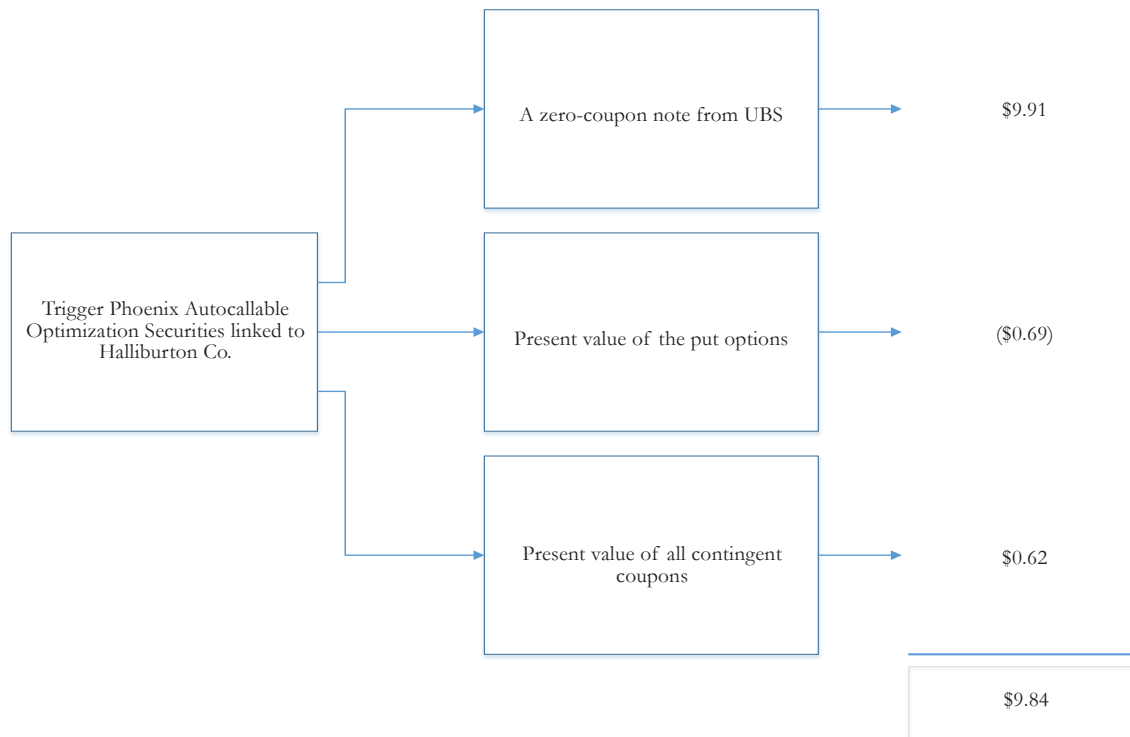 A zero-coupon note from UBS
$9.91
Trigger Phoenix Autocallable
Optimization Securities linked to
Halliburton Co.
Present value of the put options
($0.69)
Present value of all contingent
coupons
$0.62
$9.84